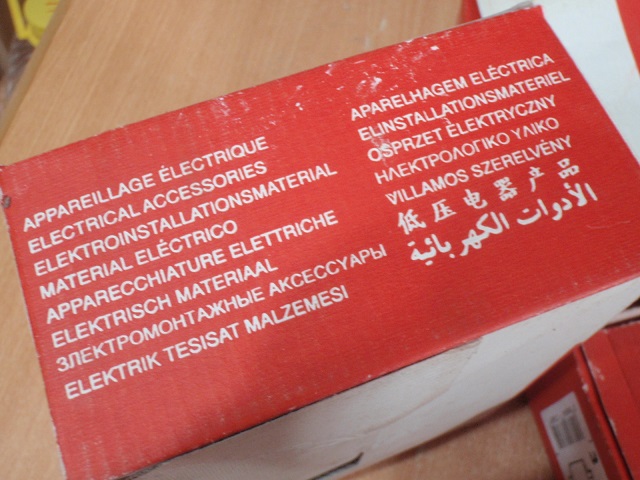 APPAREILLAGE ÉLECTRIQUE
ELECTRICAL ACCESSORIES
ELEKTROINSTALLATIONSMATERIAL
MATERIAL ELÉCTRICO
APPARECCHIATURE ELETTRICHE
ELEKTRISCH MATERIAAL
ЗЛЕКТРОМОНТАЖНЫЕ АКСЕССУАРЫ
ELEKTRIK TESISAT MALZEMESI
APARELHAGEM ELÉCTRICA
ELINSTALLATIONSMATERIEL
OSPRZET ELEKTRYCZNY
ΗΛΕΚΤΡΟΛΟΓΙΚΟ ΥΛΙΚΟ
VILLAMOS SZERELVÉNY
低压电器产品
الأدوات الكهربائية